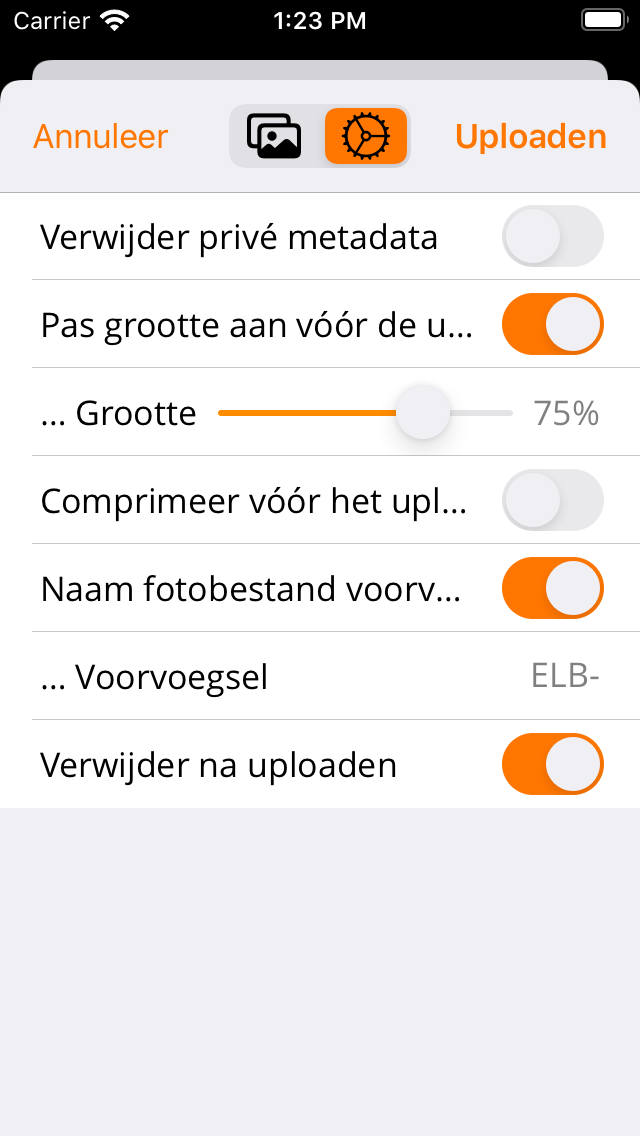 Carrier 1:23 PM
Annuleer Uploaden
Verwijder privé metadata
Pas grootte aan vóór de u...
... Grootte 75%
Comprimeer vóór het upl...
Naam fotobestand voorv...
... Voorvoegsel ELB-
Verwijder na uploaden